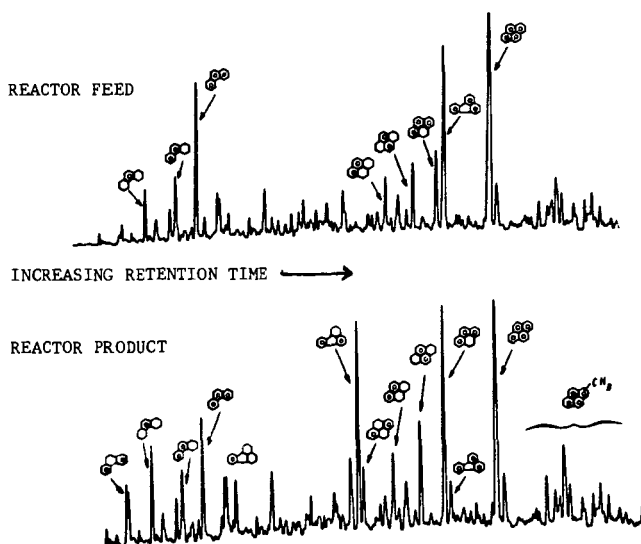 REACTOR FEED
INCREASING RETENTION TIME
REACTOR PRODUCT
CH3